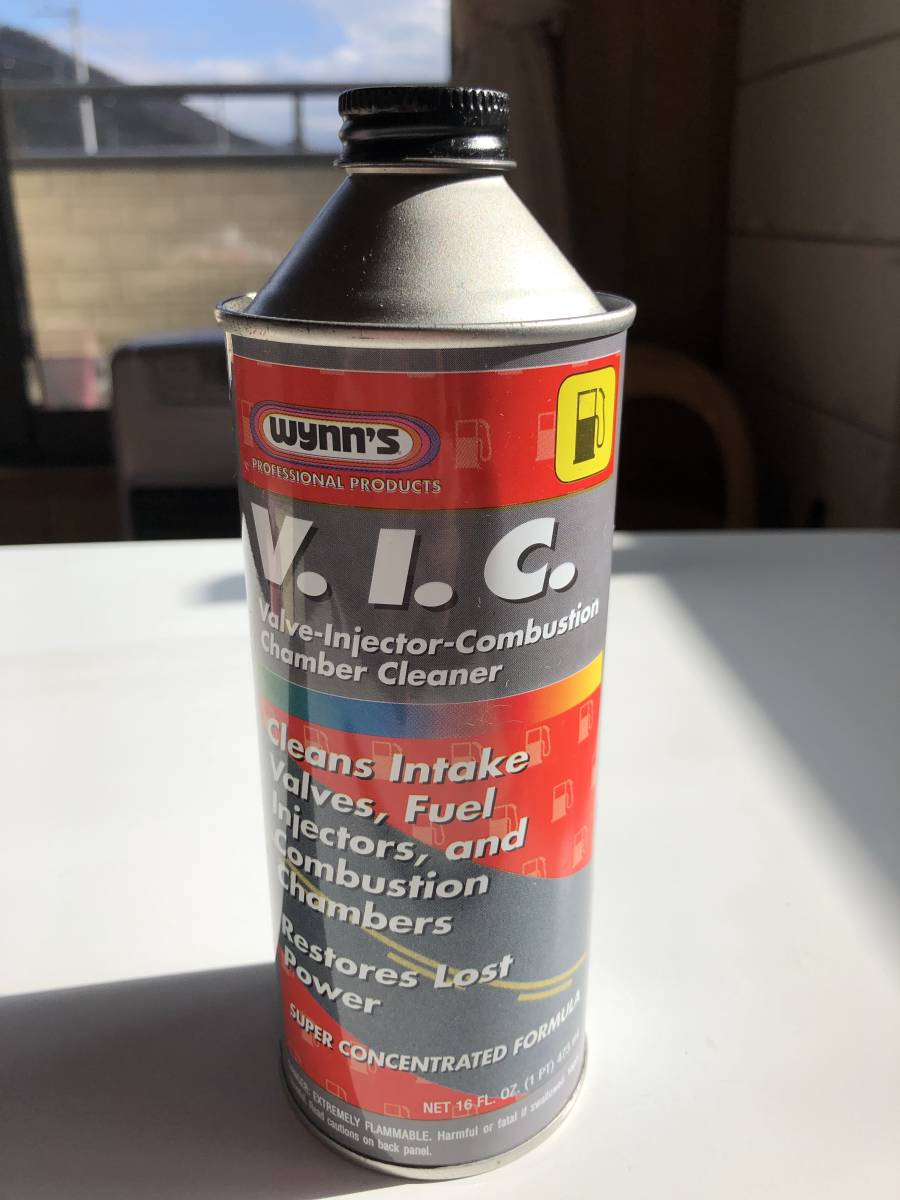 wynn's
PROFESSIONAL PRODUCTS
V. I. C.
Valve-Injector-Combustion
Chamber Cleaner
Cleans Intake
Valves, Fuel
Injectors, and
Combustion
Chambers
Restores Lost
Power
SUPER CONCENTRATED FORMULA
NET 16 FL. OZ. (1 PT) 473
EXTREMELY FLAMMABLE. Harmful or fatal if swallowed.
Read cautions on back panel.